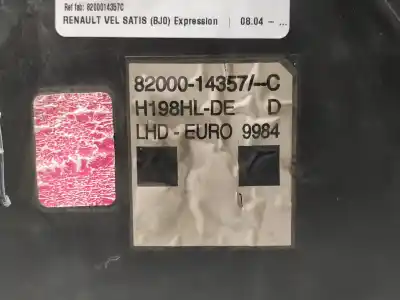 Ref fab: 8200014357C
RENAULT VEL SATIS (BJ0) Expression 08.04 - ...
82000-14357/--C
H198HL-DE D
LHD - EURO 9984